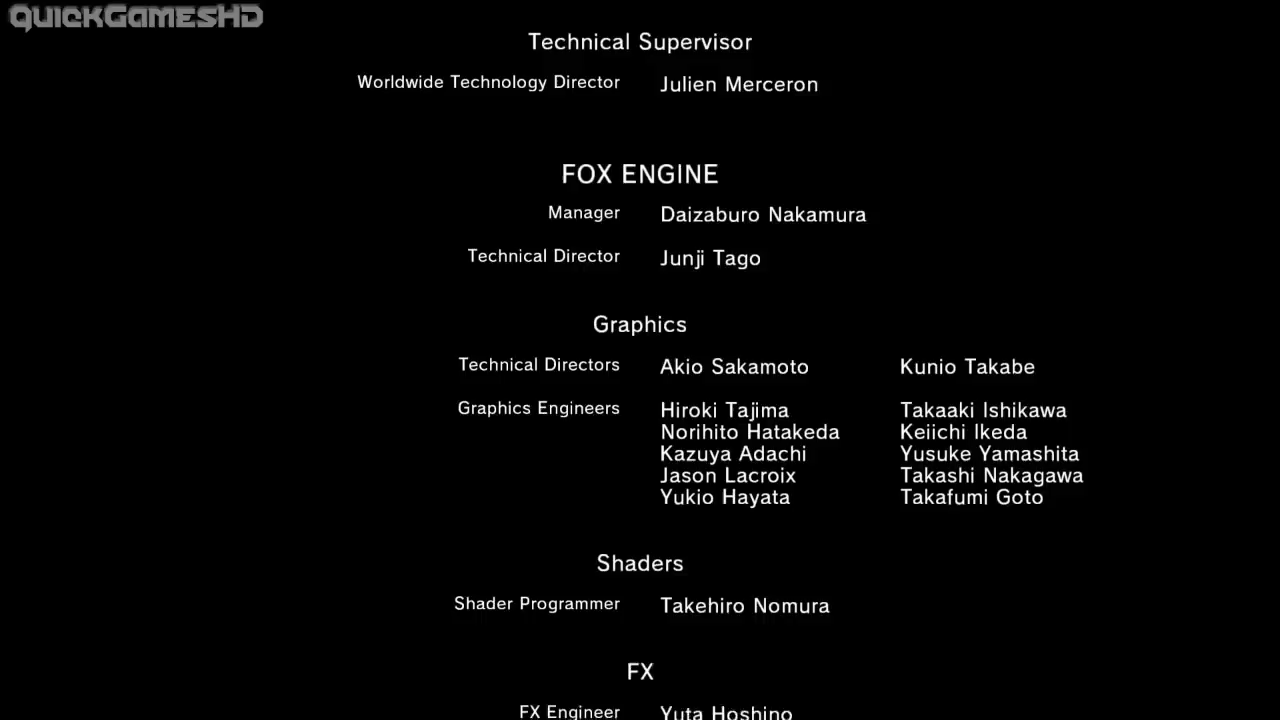 QUICKGAMESHD
Technical Supervisor
Worldwide Technology Director Julien Merceron
FOX ENGINE
Manager Daizaburo Nakamura
Technical Director Junji Tago
Graphics
Technical Directors Akio Sakamoto Kunio Takabe
Graphics Engineers Hiroki Tajima Takaaki Ishikawa
Norihito Hatakeda Keiichi Ikeda
Kazuya Adachi Yusuke Yamashita
Jason Lacroix Takashi Nakagawa
Yukio Hayata Takafumi Goto
Shaders
Shader Programmer Takehiro Nomura
FX
FX Engineer Yuta Hoshino